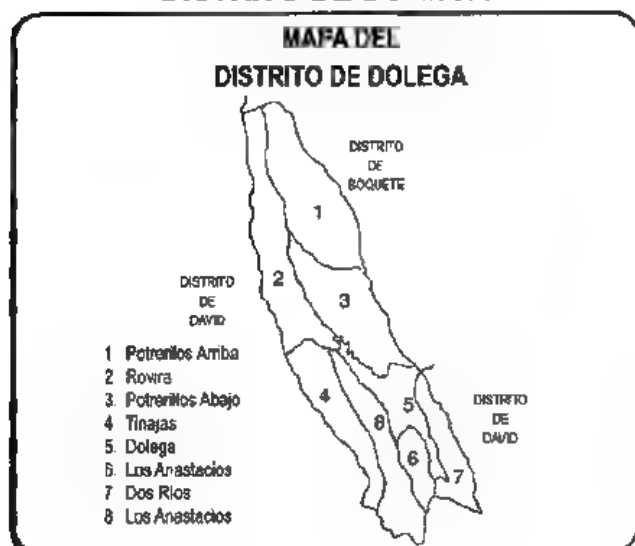 MAPA DEL
DISTRITO DE DOLEGA
DISTRITO
DE
BOQUETE
1
2
3
DISTRITO
DE
DAVID
1 Potrerillos Arriba
2 Rovira
3. Potrerillos Abajo
4 Tinajas
5. Dolega
6. Los Anastacios
7 Dos Rios
8 Los Anastacios
4
5
8
6
7
DISTRITO
DE
DAVID